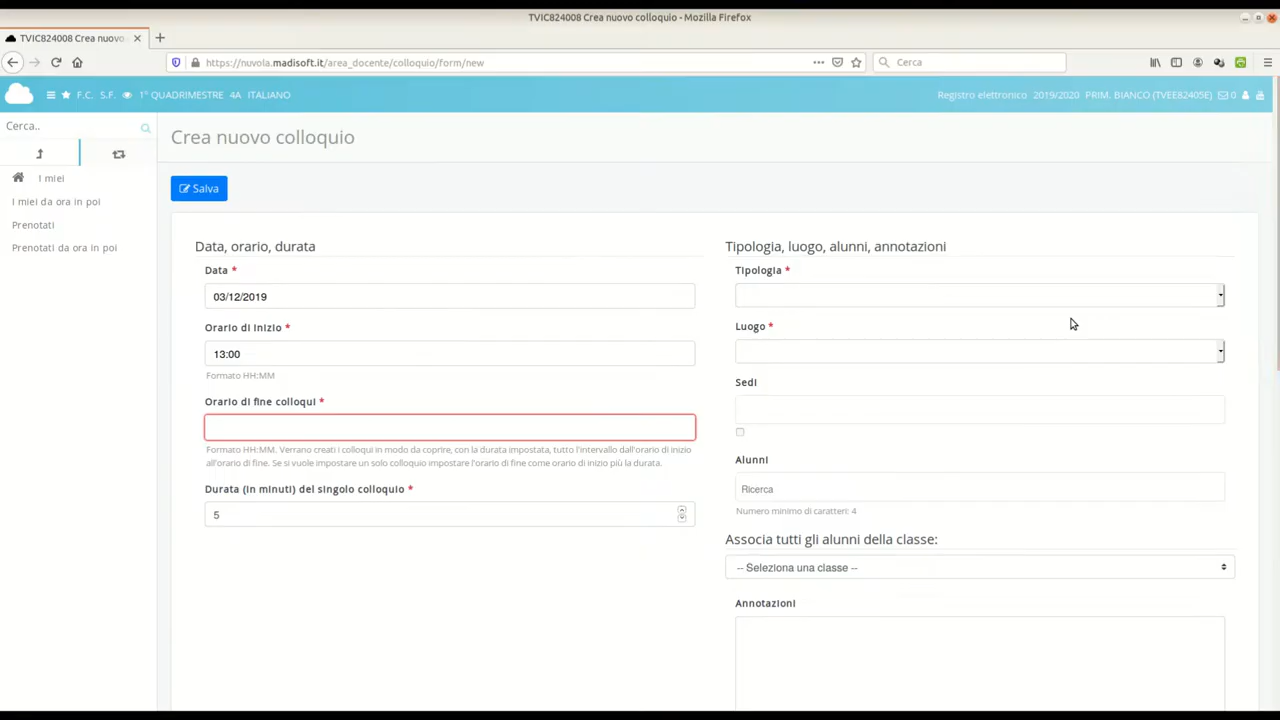 TVIC824008 Crea nuovo colloquio - Mozilla Firefox
TVIC824008 Crea nuovo
https://nuvola.madisoft.it/area_docente/colloquio/form/new
Cerca
F.C. S.F. 1° QUADRIMESTRE 4A ITALIANO
Registro elettronico 2019/2020 PRIM. BIANCO (TVEE82405E) 0
Cerca..
I miei
I miei da ora in poi
Prenotati
Prenotati da ora in poi
Crea nuovo colloquio
Salva
Data, orario, durata
Data *
03/12/2019
Orario di inizio *
13:00
Formato HH:MM
Orario di fine colloqui *
Formato HH:MM. Verrano creati i colloqui in modo da coprire, con la durata impostata, tutto l'intervallo dall'orario di inizio
all'orario di fine. Se si vuole impostare un solo colloquio impostare l'orario di fine come orario di inizio più la durata.
Durata (in minuti) del singolo colloquio *
5
Tipologia, luogo, alunni, annotazioni
Tipologia *
Luogo *
Sedi
Alunni
Ricerca
Numero minimo di caratteri: 4
Associa tutti gli alunni della classe:
-- Seleziona una classe --
Annotazioni